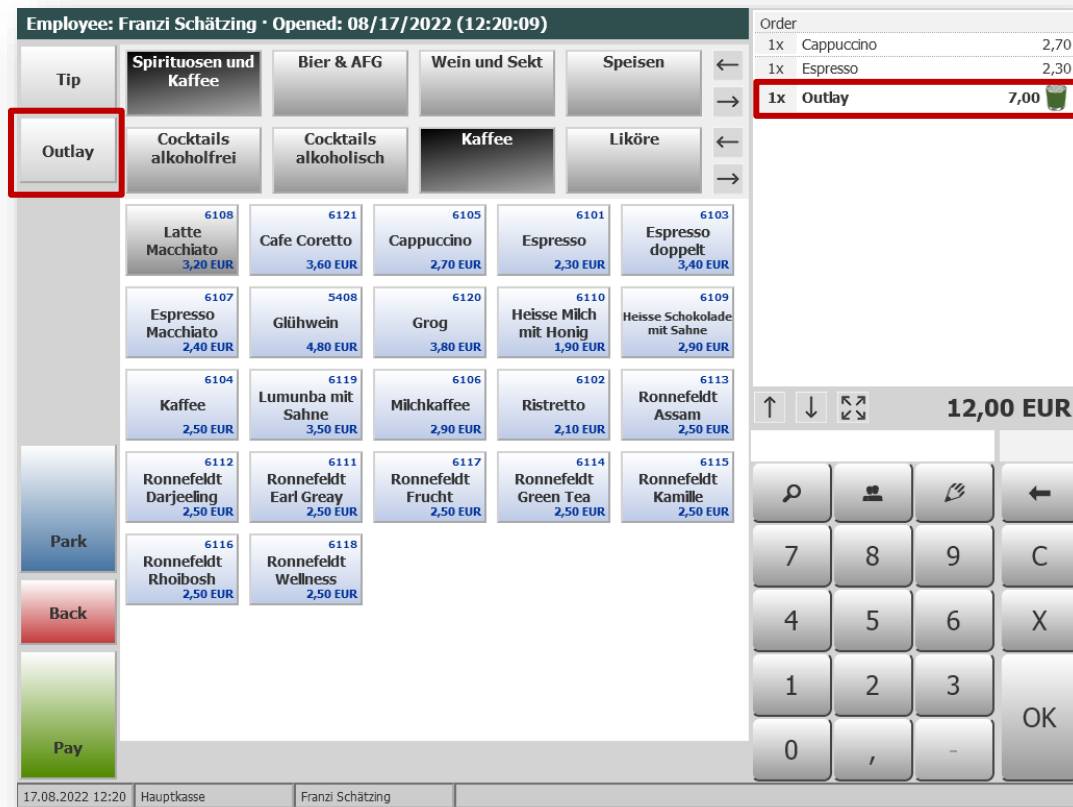 Employee: Franzi Schätzing · Opened: 08/17/2022 (12:20:09)
Tip
Outlay
Park
Back
Pay
Spirituosen und
Kaffee
Bier & AFG
Wein und Sekt
Speisen
←
→
Cocktails
alkoholfrei
Cocktails
alkoholisch
Kaffee
Liköre
←
→
6108
Latte
Macchiato
3,20 EUR
6121
Cafe Coretto
3,60 EUR
6105
Cappuccino
2,70 EUR
6101
Espresso
2,30 EUR
6103
Espresso
doppelt
3,40 EUR
6107
Espresso
Macchiato
2,40 EUR
5408
Glühwein
4,80 EUR
6120
Grog
3,80 EUR
6110
Heisse Milch
mit Honig
1,90 EUR
6109
Heisse Schokolade
mit Sahne
2,90 EUR
6104
Kaffee
2,50 EUR
6119
Lumunba mit
Sahne
3,50 EUR
6106
Milchkaffee
2,90 EUR
6102
Ristretto
2,10 EUR
6113
Ronnefeldt
Assam
2,50 EUR
6112
Ronnefeldt
Darjeeling
2,50 EUR
6111
Ronnefeldt
Earl Greay
2,50 EUR
6117
Ronnefeldt
Frucht
2,50 EUR
6114
Ronnefeldt
Green Tea
2,50 EUR
6115
Ronnefeldt
Kamille
2,50 EUR
6116
Ronnefeldt
Rhoibosh
2,50 EUR
6118
Ronnefeldt
Wellness
2,50 EUR
Order
1x Cappuccino 2,70
1x Espresso 2,30
1x Outlay 7,00
↑ ↓ 12,00 EUR
←
7 8 9 C
4 5 6 X
1 2 3
OK
0 , -
17.08.2022 12:20 Hauptkasse Franzi Schätzing